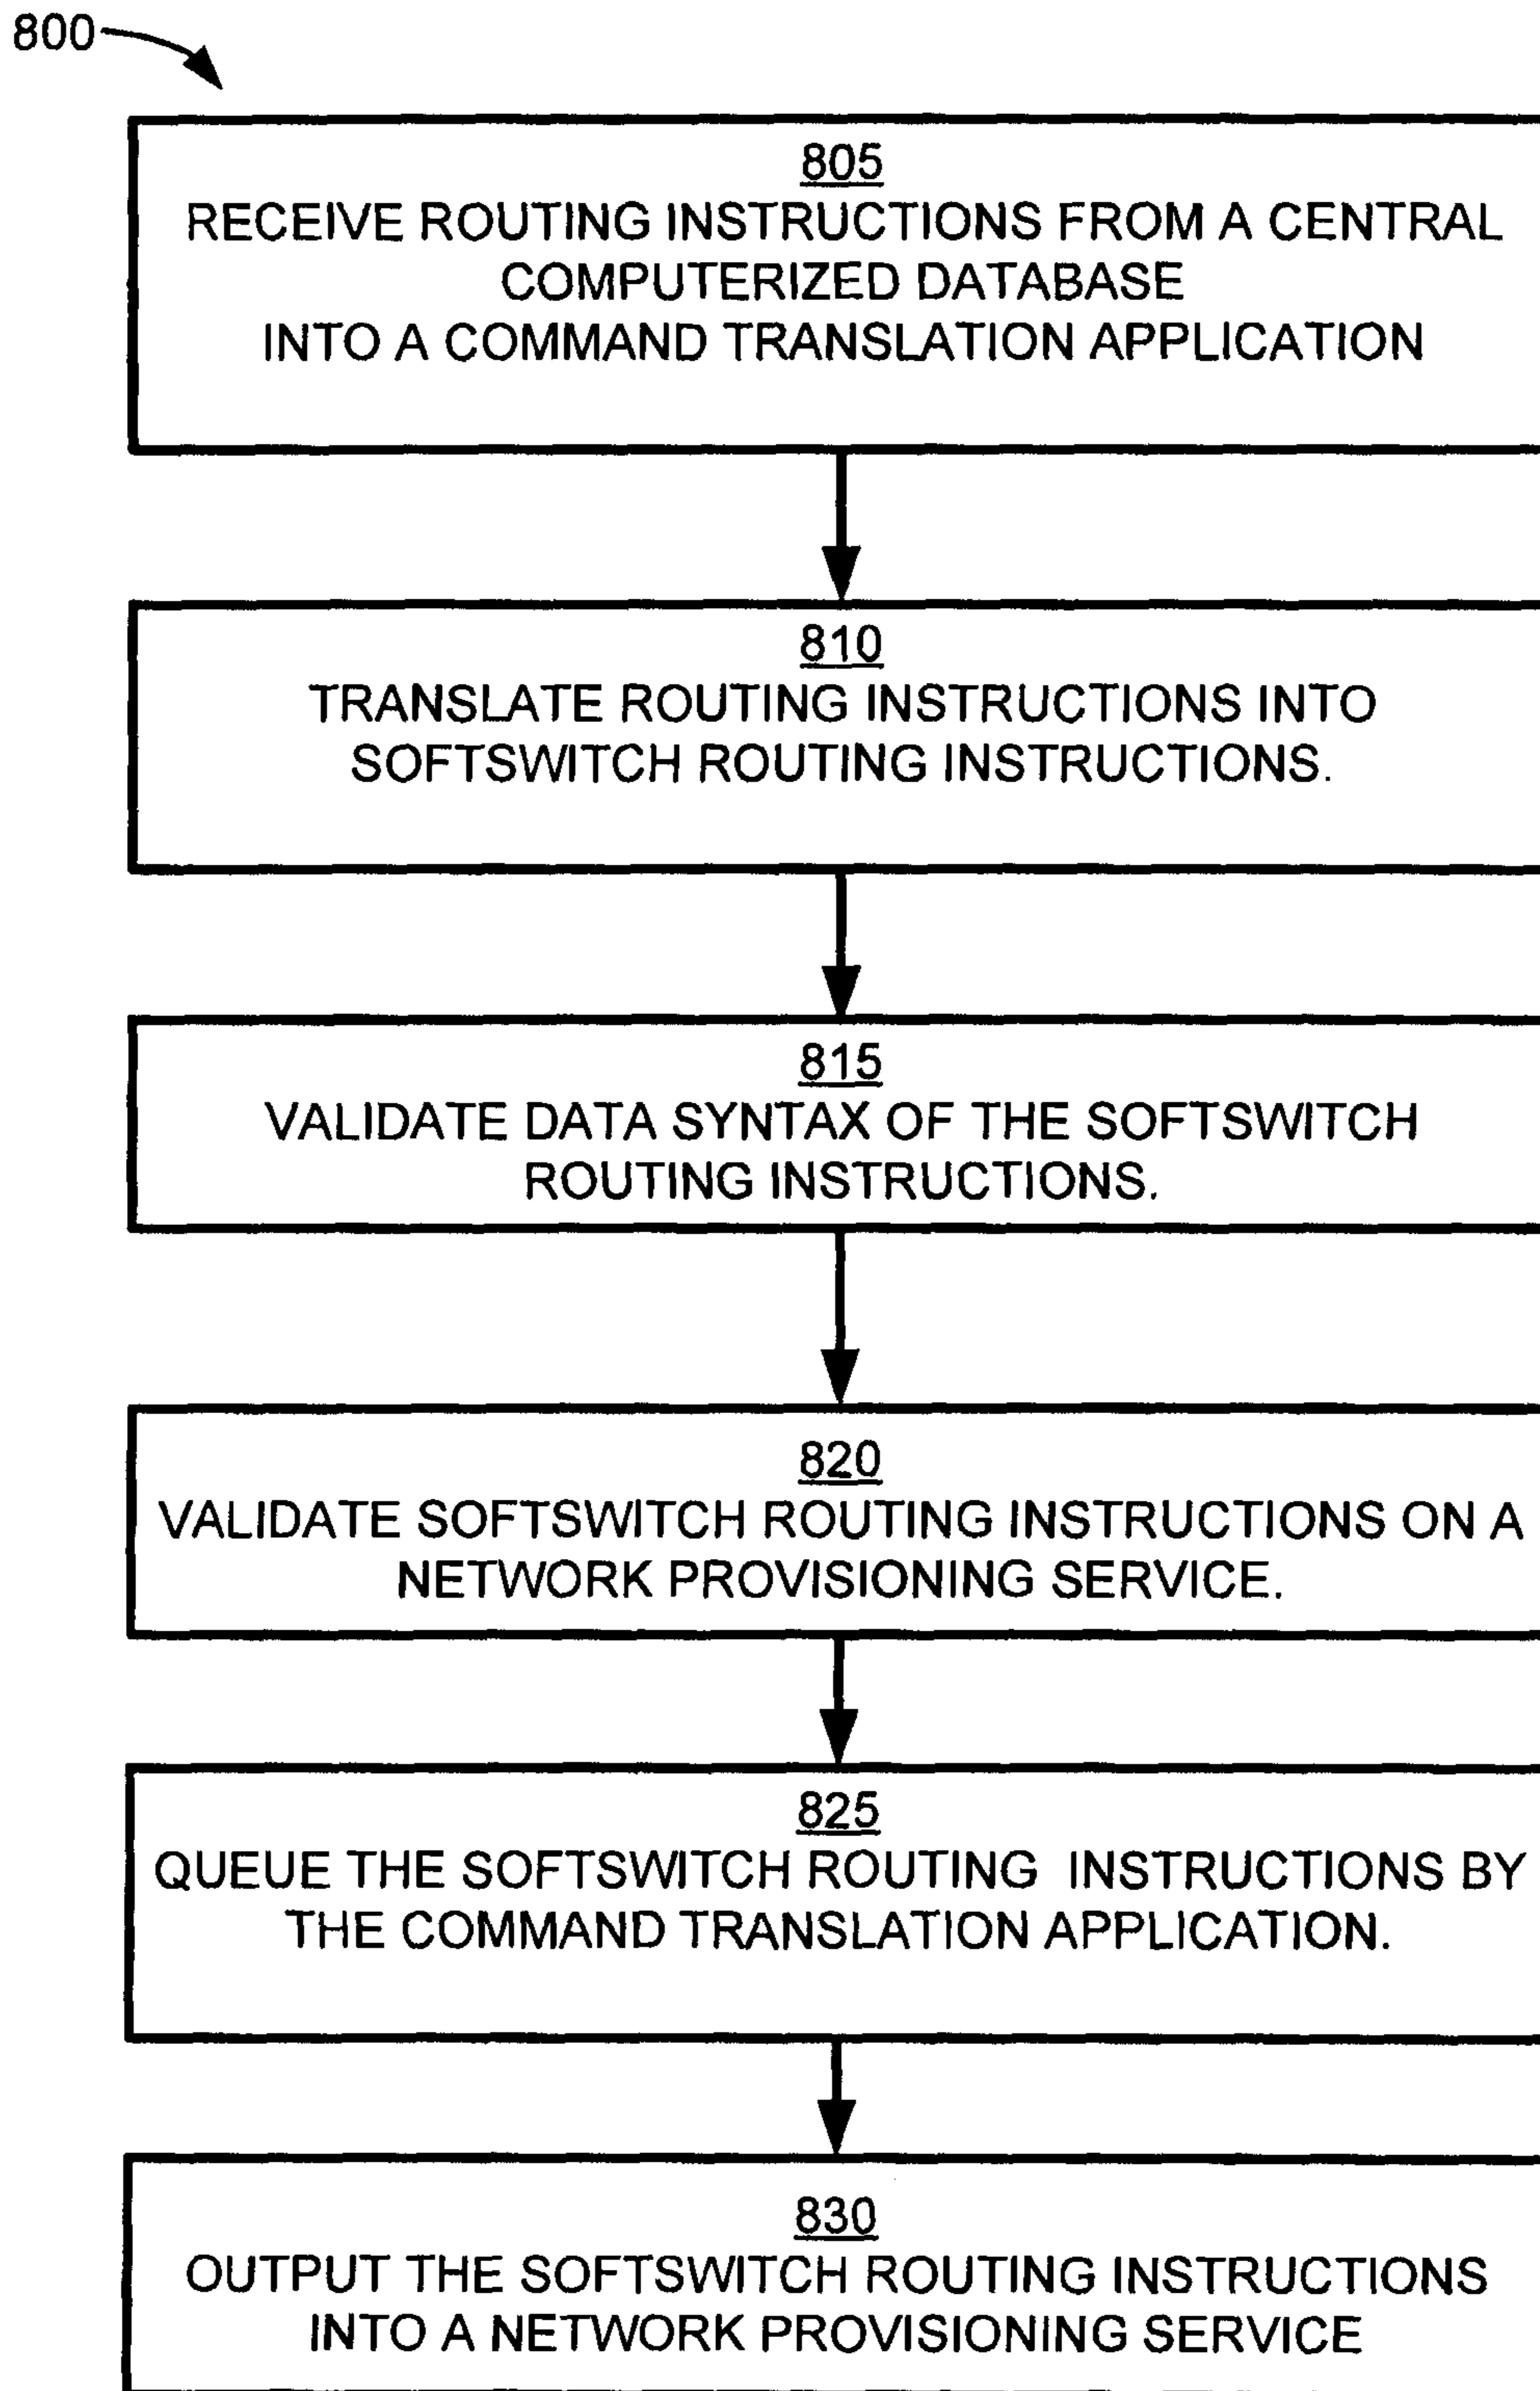 800
805
RECEIVE ROUTING INSTRUCTIONS FROM A CENTRAL
COMPUTERIZED DATABASE
INTO A COMMAND TRANSLATION APPLICATION
810
TRANSLATE ROUTING INSTRUCTIONS INTO
SOFTSWITCH ROUTING INSTRUCTIONS.
815
VALIDATE DATA SYNTAX OF THE SOFTSWITCH
ROUTING INSTRUCTIONS.
820
VALIDATE SOFTSWITCH ROUTING INSTRUCTIONS ON A
NETWORK PROVISIONING SERVICE.
825
QUEUE THE SOFTSWITCH ROUTING INSTRUCTIONS BY
THE COMMAND TRANSLATION APPLICATION.
830
OUTPUT THE SOFTSWITCH ROUTING INSTRUCTIONS
INTO A NETWORK PROVISIONING SERVICE